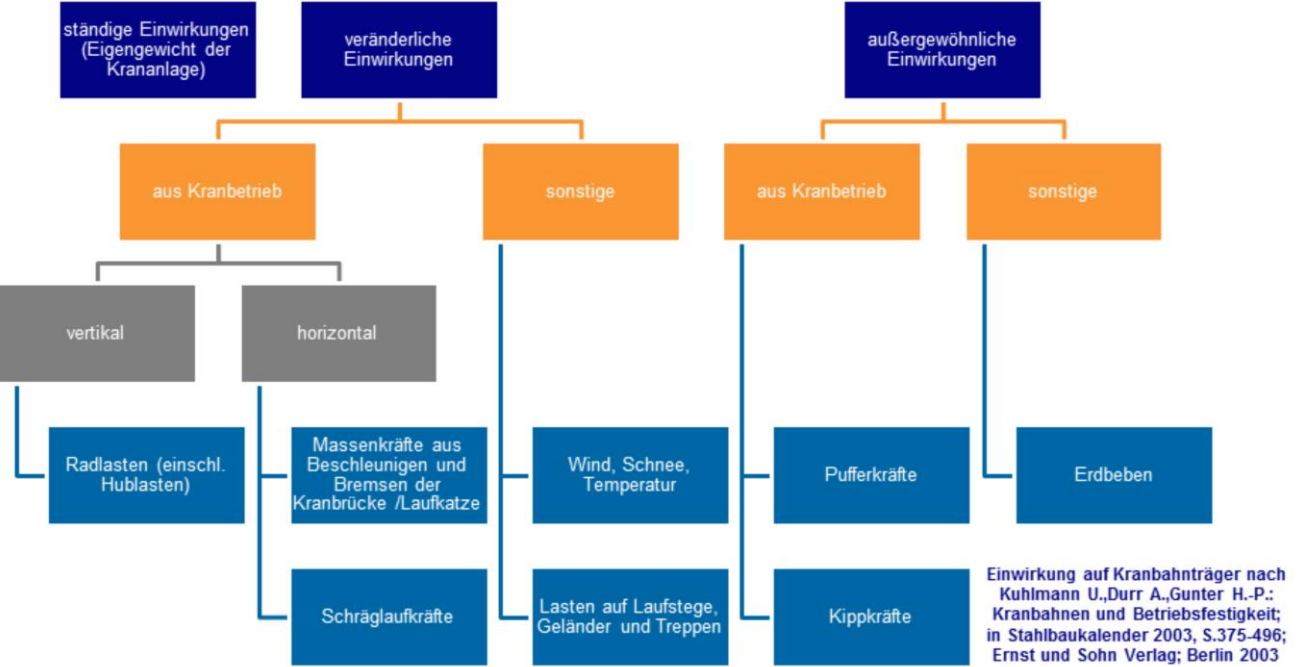 ständige Einwirkungen
(Eigengewicht der
Krananlage)
veränderliche
Einwirkungen
außergewöhnliche
Einwirkungen
aus Kranbetrieb
sonstige
aus Kranbetrieb
sonstige
vertikal
horizontal
Radlasten (einschl.
Hublasten)
Massenkräfte aus
Beschleunigen und
Bremsen der
Kranbrücke /Laufkatze
Wind, Schnee,
Temperatur
Pufferkräfte
Erdbeben
Schräglaufkräfte
Lasten auf Laufstege,
Geländer und Treppen
Kippkräfte
Einwirkung auf Kranbahnträger nach
Kuhlmann U.,Durr A.,Gunter H.-P.:
Kranbahnen und Betriebsfestigkeit;
in Stahlbaukalender 2003, S.375-496;
Ernst und Sohn Verlag; Berlin 2003